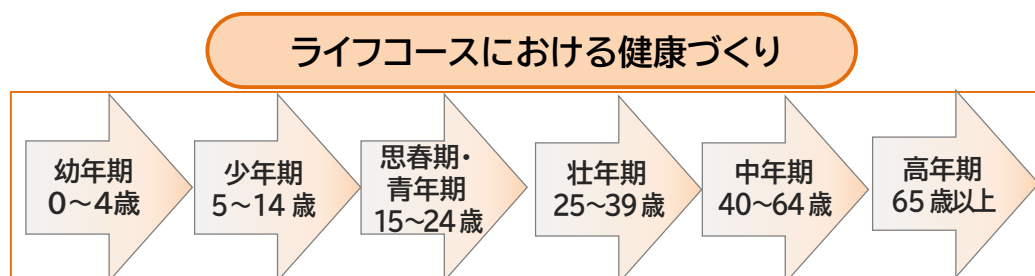 ライフコースにおける健康づくり
幼年期
0～4歳
少年期
5～14歳
思春期・
青年期
15～24歳
壮年期
25～39歳
中年期
40～64歳
高年期
65歳以上